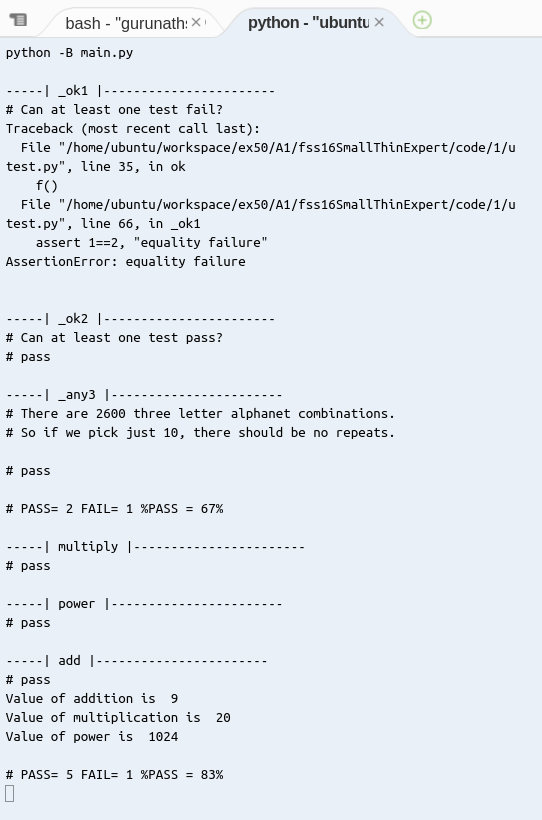 bash - "gurunaths
python - "ubuntu
python -B main.py
-----| _ok1 |-----------------------
# Can at least one test fail?
Traceback (most recent call last):
  File "/home/ubuntu/workspace/ex50/A1/fss16SmallThinExpert/code/1/u
test.py", line 35, in ok
    f()
  File "/home/ubuntu/workspace/ex50/A1/fss16SmallThinExpert/code/1/u
test.py", line 66, in _ok1
    assert 1==2, "equality failure"
AssertionError: equality failure
-----| _ok2 |-----------------------
# Can at least one test pass?
# pass
-----| _any3 |-----------------------
# There are 2600 three letter alphanet combinations.
# So if we pick just 10, there should be no repeats.
# pass
# PASS= 2 FAIL= 1 %PASS = 67%
-----| multiply |-----------------------
# pass
-----| power |-----------------------
# pass
-----| add |-----------------------
# pass
Value of addition is  9
Value of multiplication is  20
Value of power is  1024
# PASS= 5 FAIL= 1 %PASS = 83%